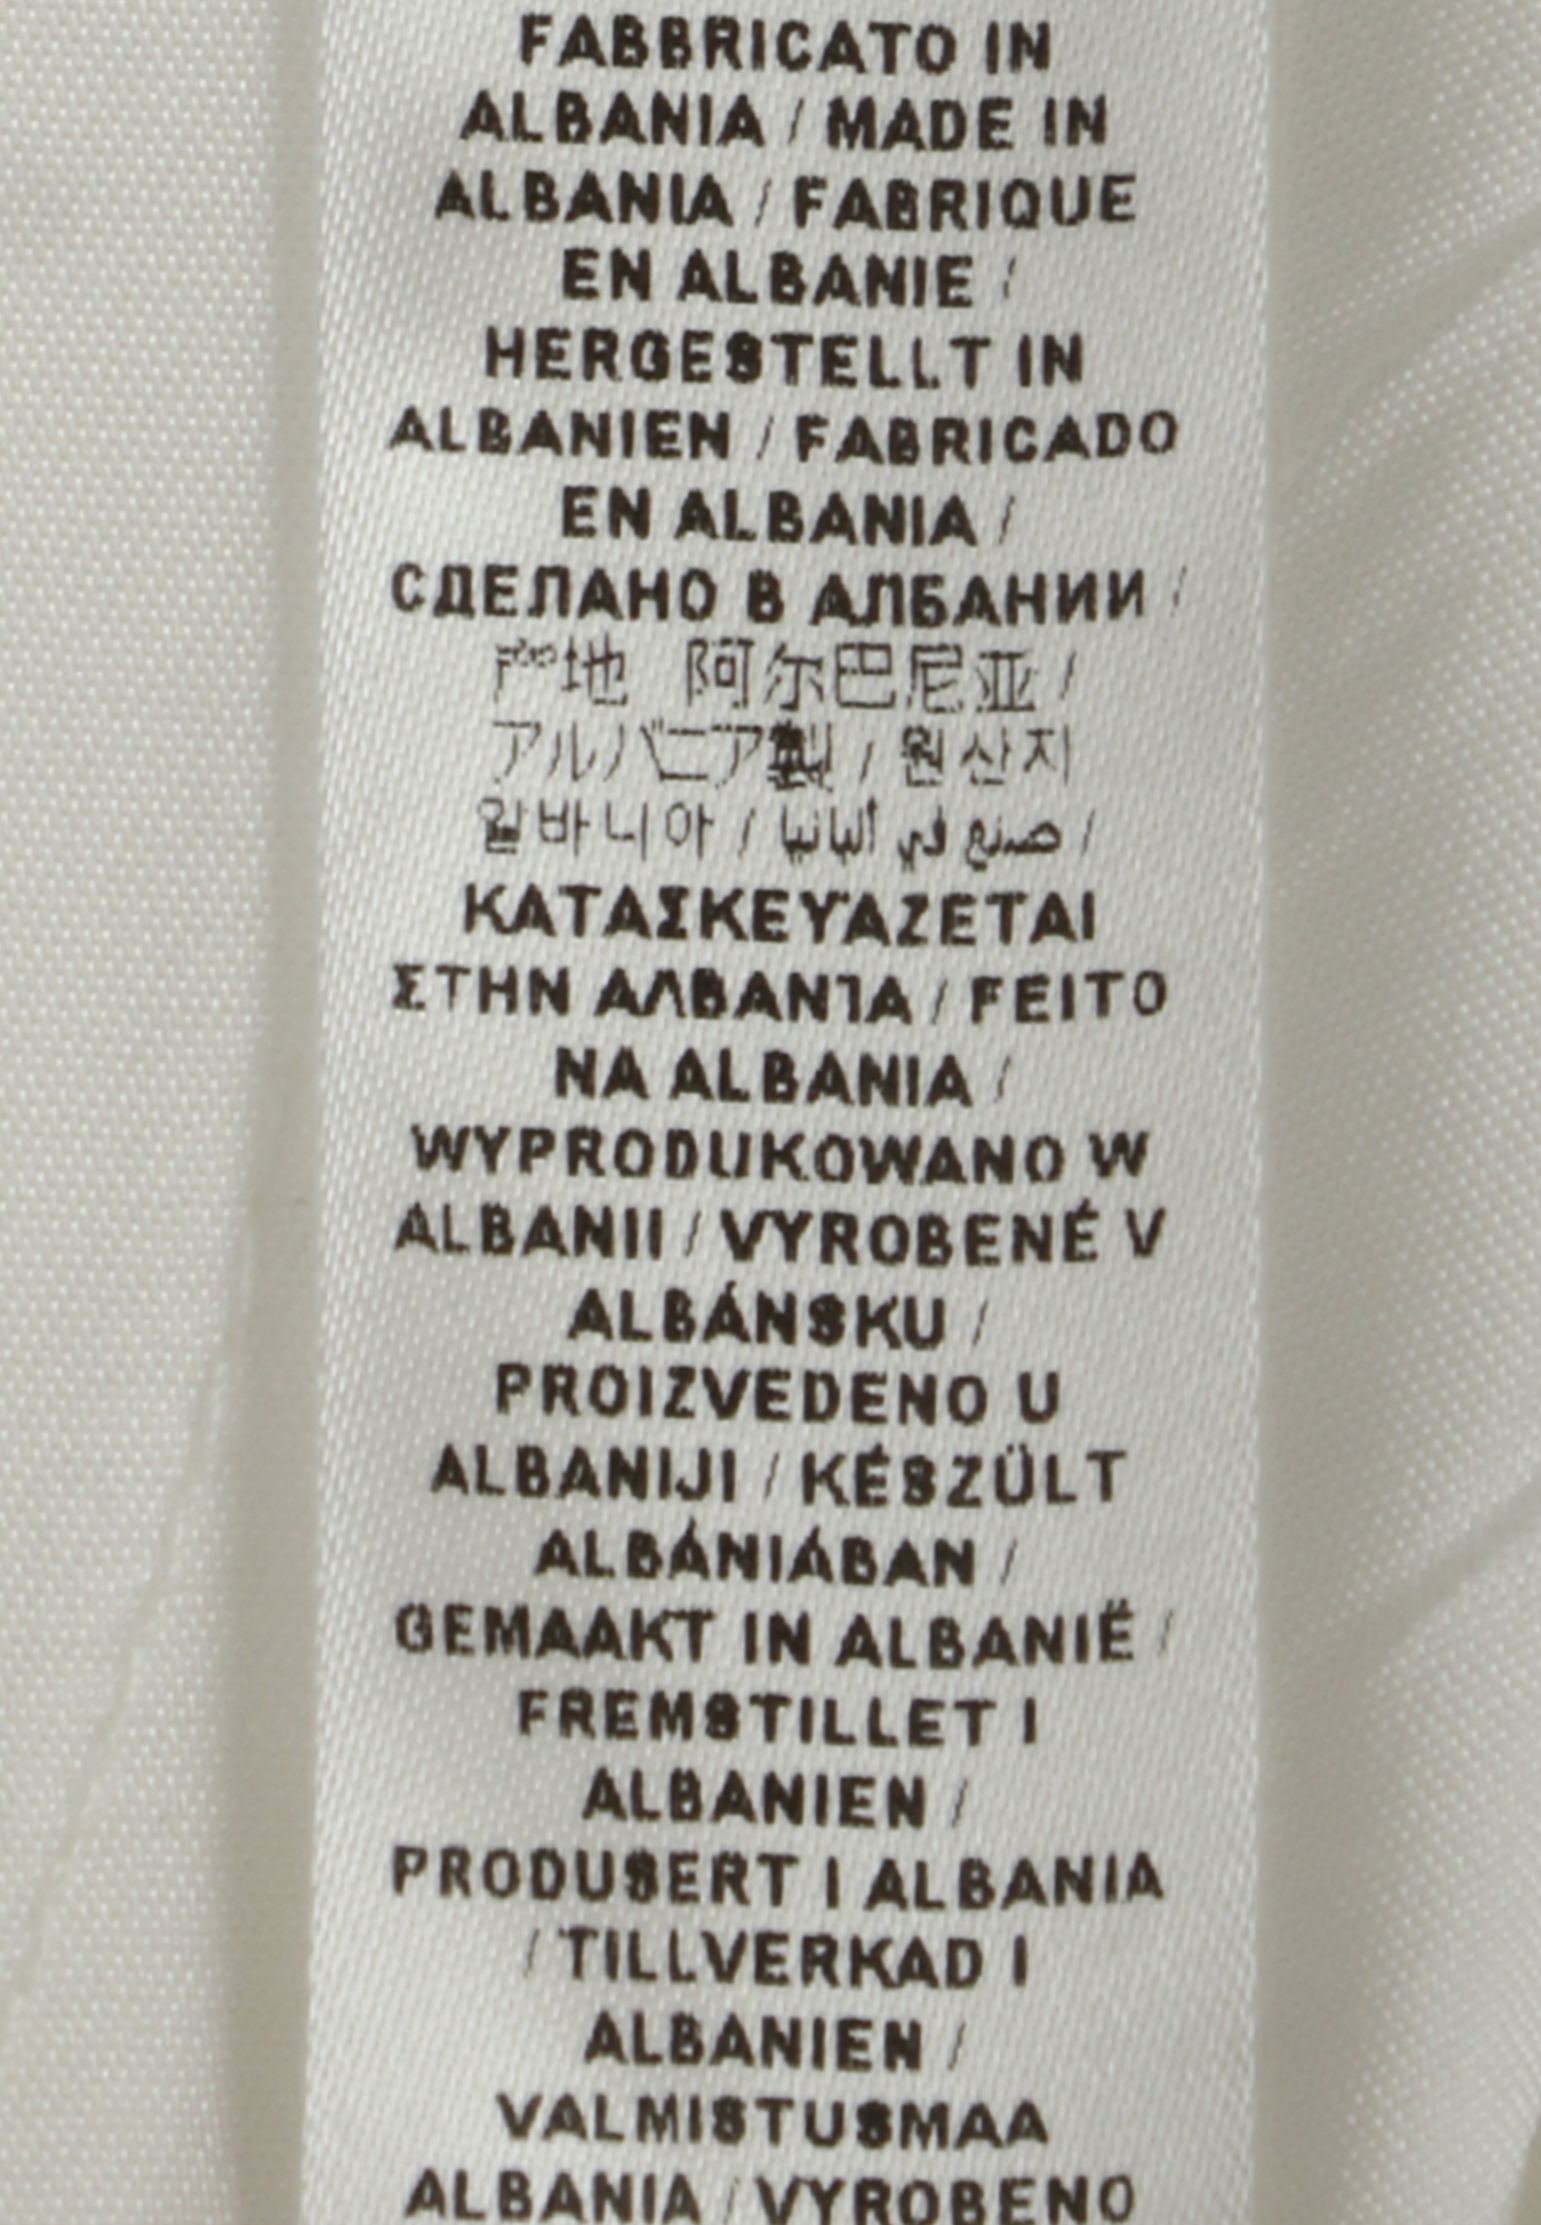 FABBRICATO IN
ALBANIA / MADE IN
ALBANIA / FABRIQUE
EN ALBANIE /
HERGESTELLT IN
ALBANIEN / FABRICADO
EN ALBANIA /
СДЕЛАНО В АЛБАНИИ /
产地 阿尔巴尼亚 /
アルバニア製 / 원산지
알바니아 / صنع في ألبانيا /
ΚΑΤΑΣΚΕΥΆΖΕΤΑΙ
ΣΤΗΝ ΑΛΒΑΝΊΑ / FEITO
NA ALBANIA /
WYPRODUKOWANO W
ALBANII / VYROBENÉ V
ALBÁNSKU /
PROIZVEDENO U
ALBANIJI / KÉSZÜLT
ALBÁNIÁBAN /
GEMAAKT IN ALBANIË /
FREMSTILLET I
ALBANIEN /
PRODUSERT I ALBANIA
/ TILLVERKAD I
ALBANIEN /
VALMISTUSMAA
ALBANIA / VYROBENO